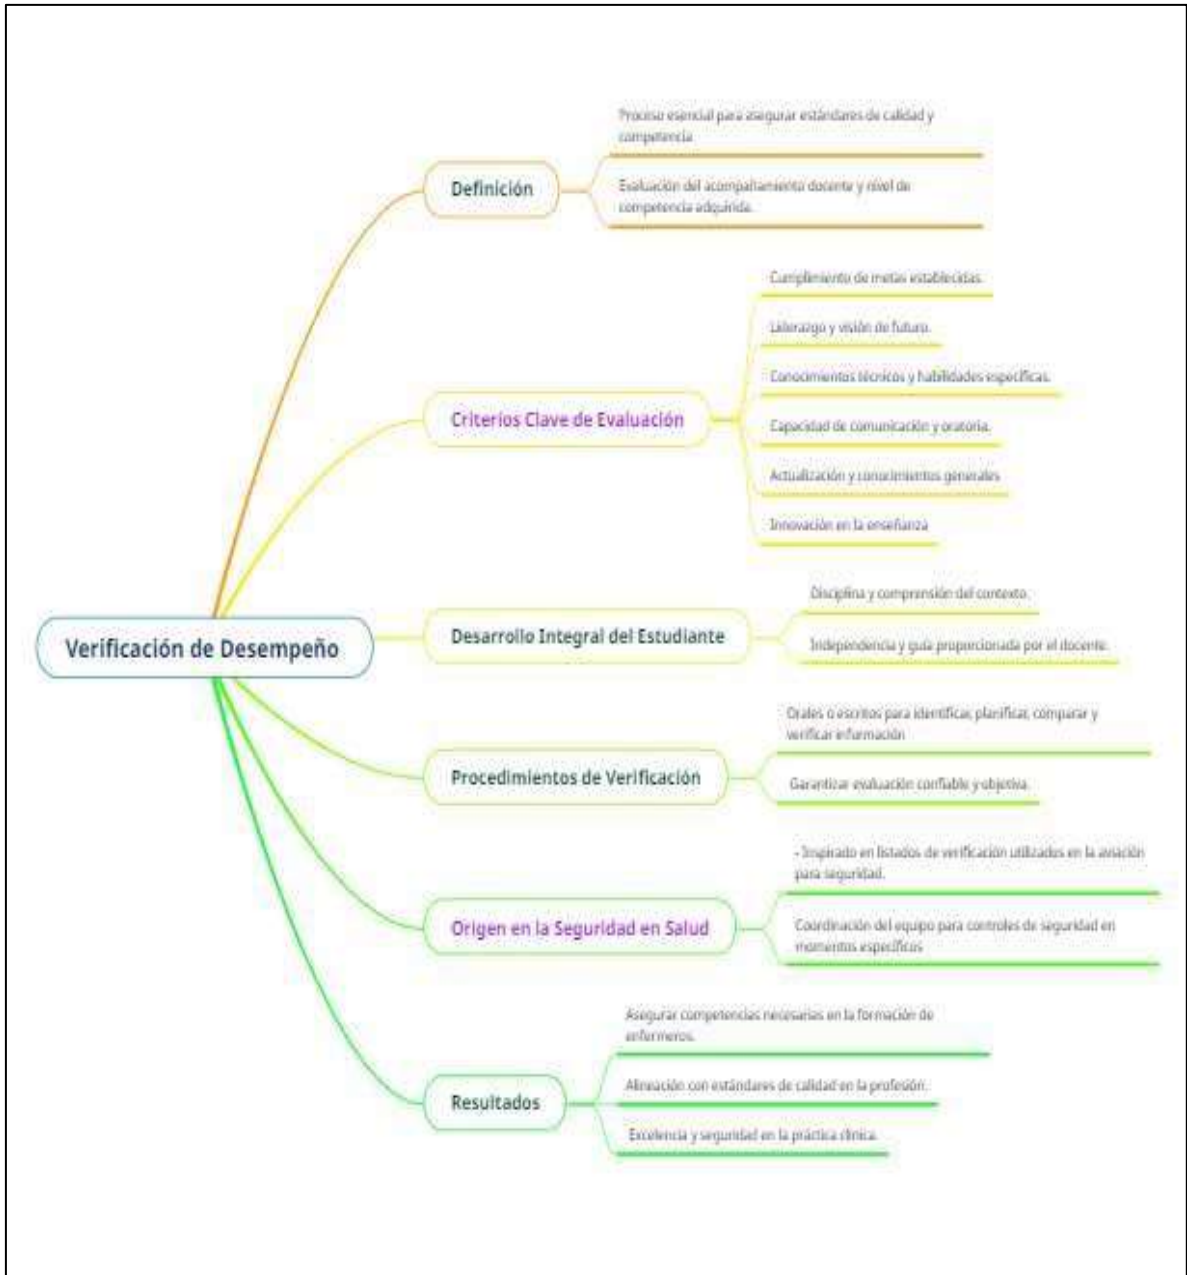 Proceso esencial para asegurar estándares de calidad y
competencia
Definición
Evaluación del acompañamiento docente y nivel de
competencia adquirida.
Cumplimiento de metas establecidas.
Liderazgo y visión de futuro.
Conocimientos técnicos y habilidades específicas.
Criterios Clave de Evaluación
Capacidad de comunicación y oratoria.
Actualización y conocimientos generales
Innovación en la enseñanza
Disciplina y comprensión del contexto.
Desarrollo Integral del Estudiante
Verificación de Desempeño
Independencia y guía proporcionada por el docente.
Orales o escritos para identificar, planificar, comparar y
verificar información
Procedimientos de Verificación
Garantizar evaluación confiable y objetiva.
- Inspirado en listados de verificación utilizados en la aviación
para seguridad.
Origen en la Seguridad en Salud
Coordinación del equipo para controles de seguridad en
momentos específicos
Asegurar competencias necesarias en la formación de
enfermeros.
Alineación con estándares de calidad en la profesión.
Resultados
Excelencia y seguridad en la práctica clínica.